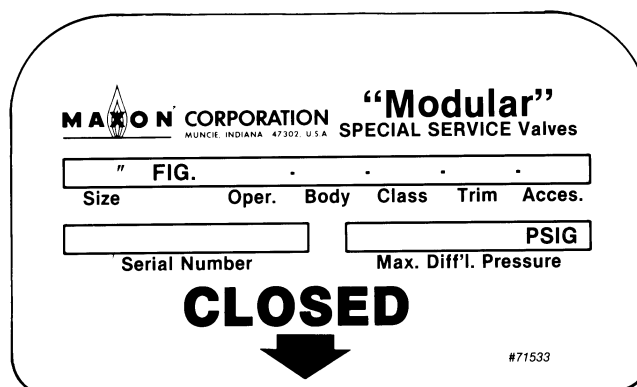 MAXON CORPORATION
MUNCIE, INDIANA 47302, U.S.A
"Modular"
SPECIAL SERVICE Valves
" FIG. - - - -
Size Oper. Body Class Trim Acces.
PSIG
Serial Number Max. Diff'l. Pressure
CLOSED
#71533